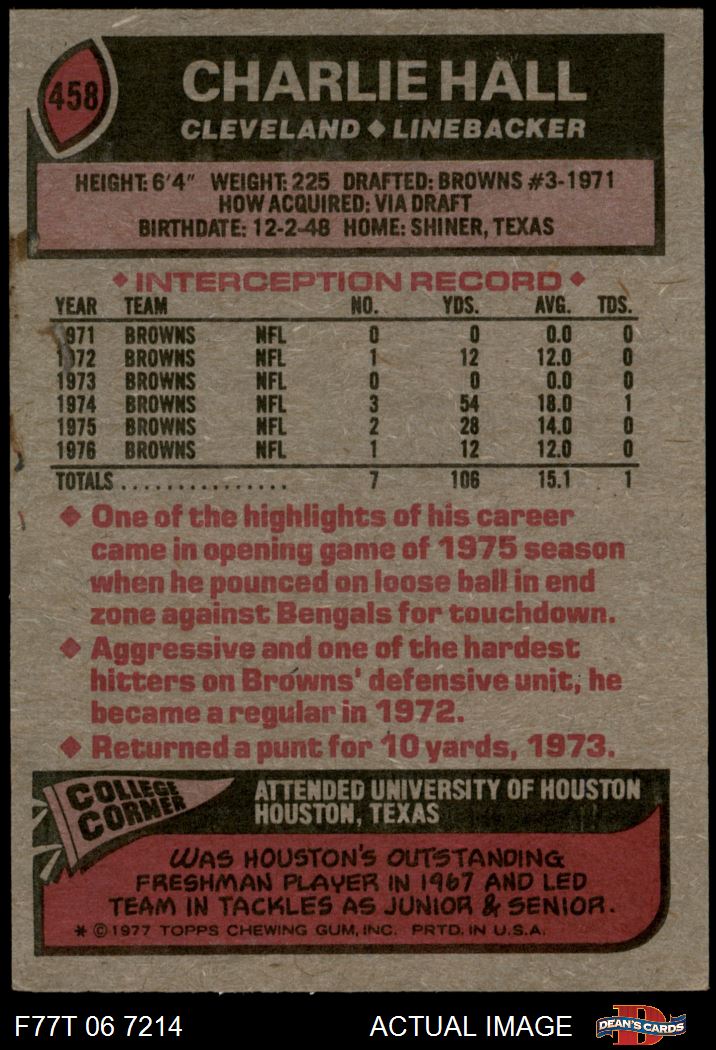 458
CHARLIE HALL
CLEVELAND ♦ LINEBACKER
HEIGHT: 6'4" WEIGHT: 225 DRAFTED: BROWNS #3-1971
HOW ACQUIRED: VIA DRAFT
BIRTHDATE: 12-2-48 HOME: SHINER, TEXAS
♦ INTERCEPTION RECORD ♦
YEAR TEAM NO. YDS. AVG. TDS.
1971 BROWNS NFL 0 0 0.0 0
1972 BROWNS NFL 1 12 12.0 0
1973 BROWNS NFL 0 0 0.0 0
1974 BROWNS NFL 3 54 18.0 1
1975 BROWNS NFL 2 28 14.0 0
1976 BROWNS NFL 1 12 12.0 0
TOTALS ............... 7 106 15.1 1
♦ One of the highlights of his career
came in opening game of 1975 season
when he pounced on loose ball in end
zone against Bengals for touchdown.
♦ Aggressive and one of the hardest
hitters on Browns' defensive unit, he
became a regular in 1972.
♦ Returned a punt for 10 yards, 1973.
COLLEGE
CORNER
ATTENDED UNIVERSITY OF HOUSTON
HOUSTON, TEXAS
WAS HOUSTON'S OUTSTANDING
FRESHMAN PLAYER IN 1967 AND LED
TEAM IN TACKLES AS JUNIOR & SENIOR.
* © 1977 TOPPS CHEWING GUM, INC. PRTD. IN U.S.A.
F77T 06 7214 ACTUAL IMAGE
D
DEAN'S CARDS